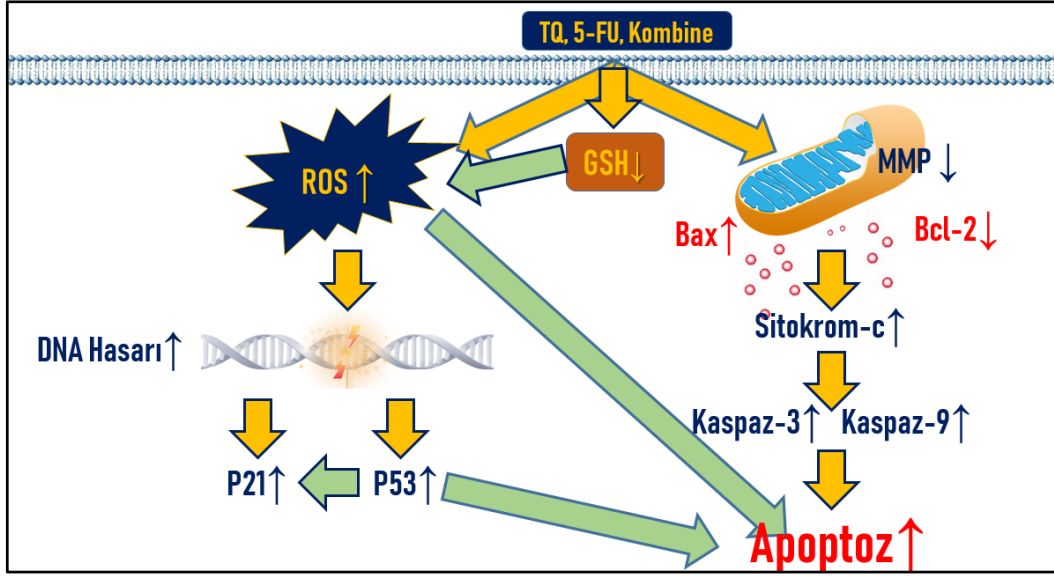 TQ, 5-FU, Kombine
ROS ↑
GSH↓
MMP ↓
Bax↑
Bcl-2↓
DNA Hasarı↑
Sitokrom-c↑
Kaspaz-3↑ Kaspaz-9↑
P21↑ P53↑
Apoptoz↑